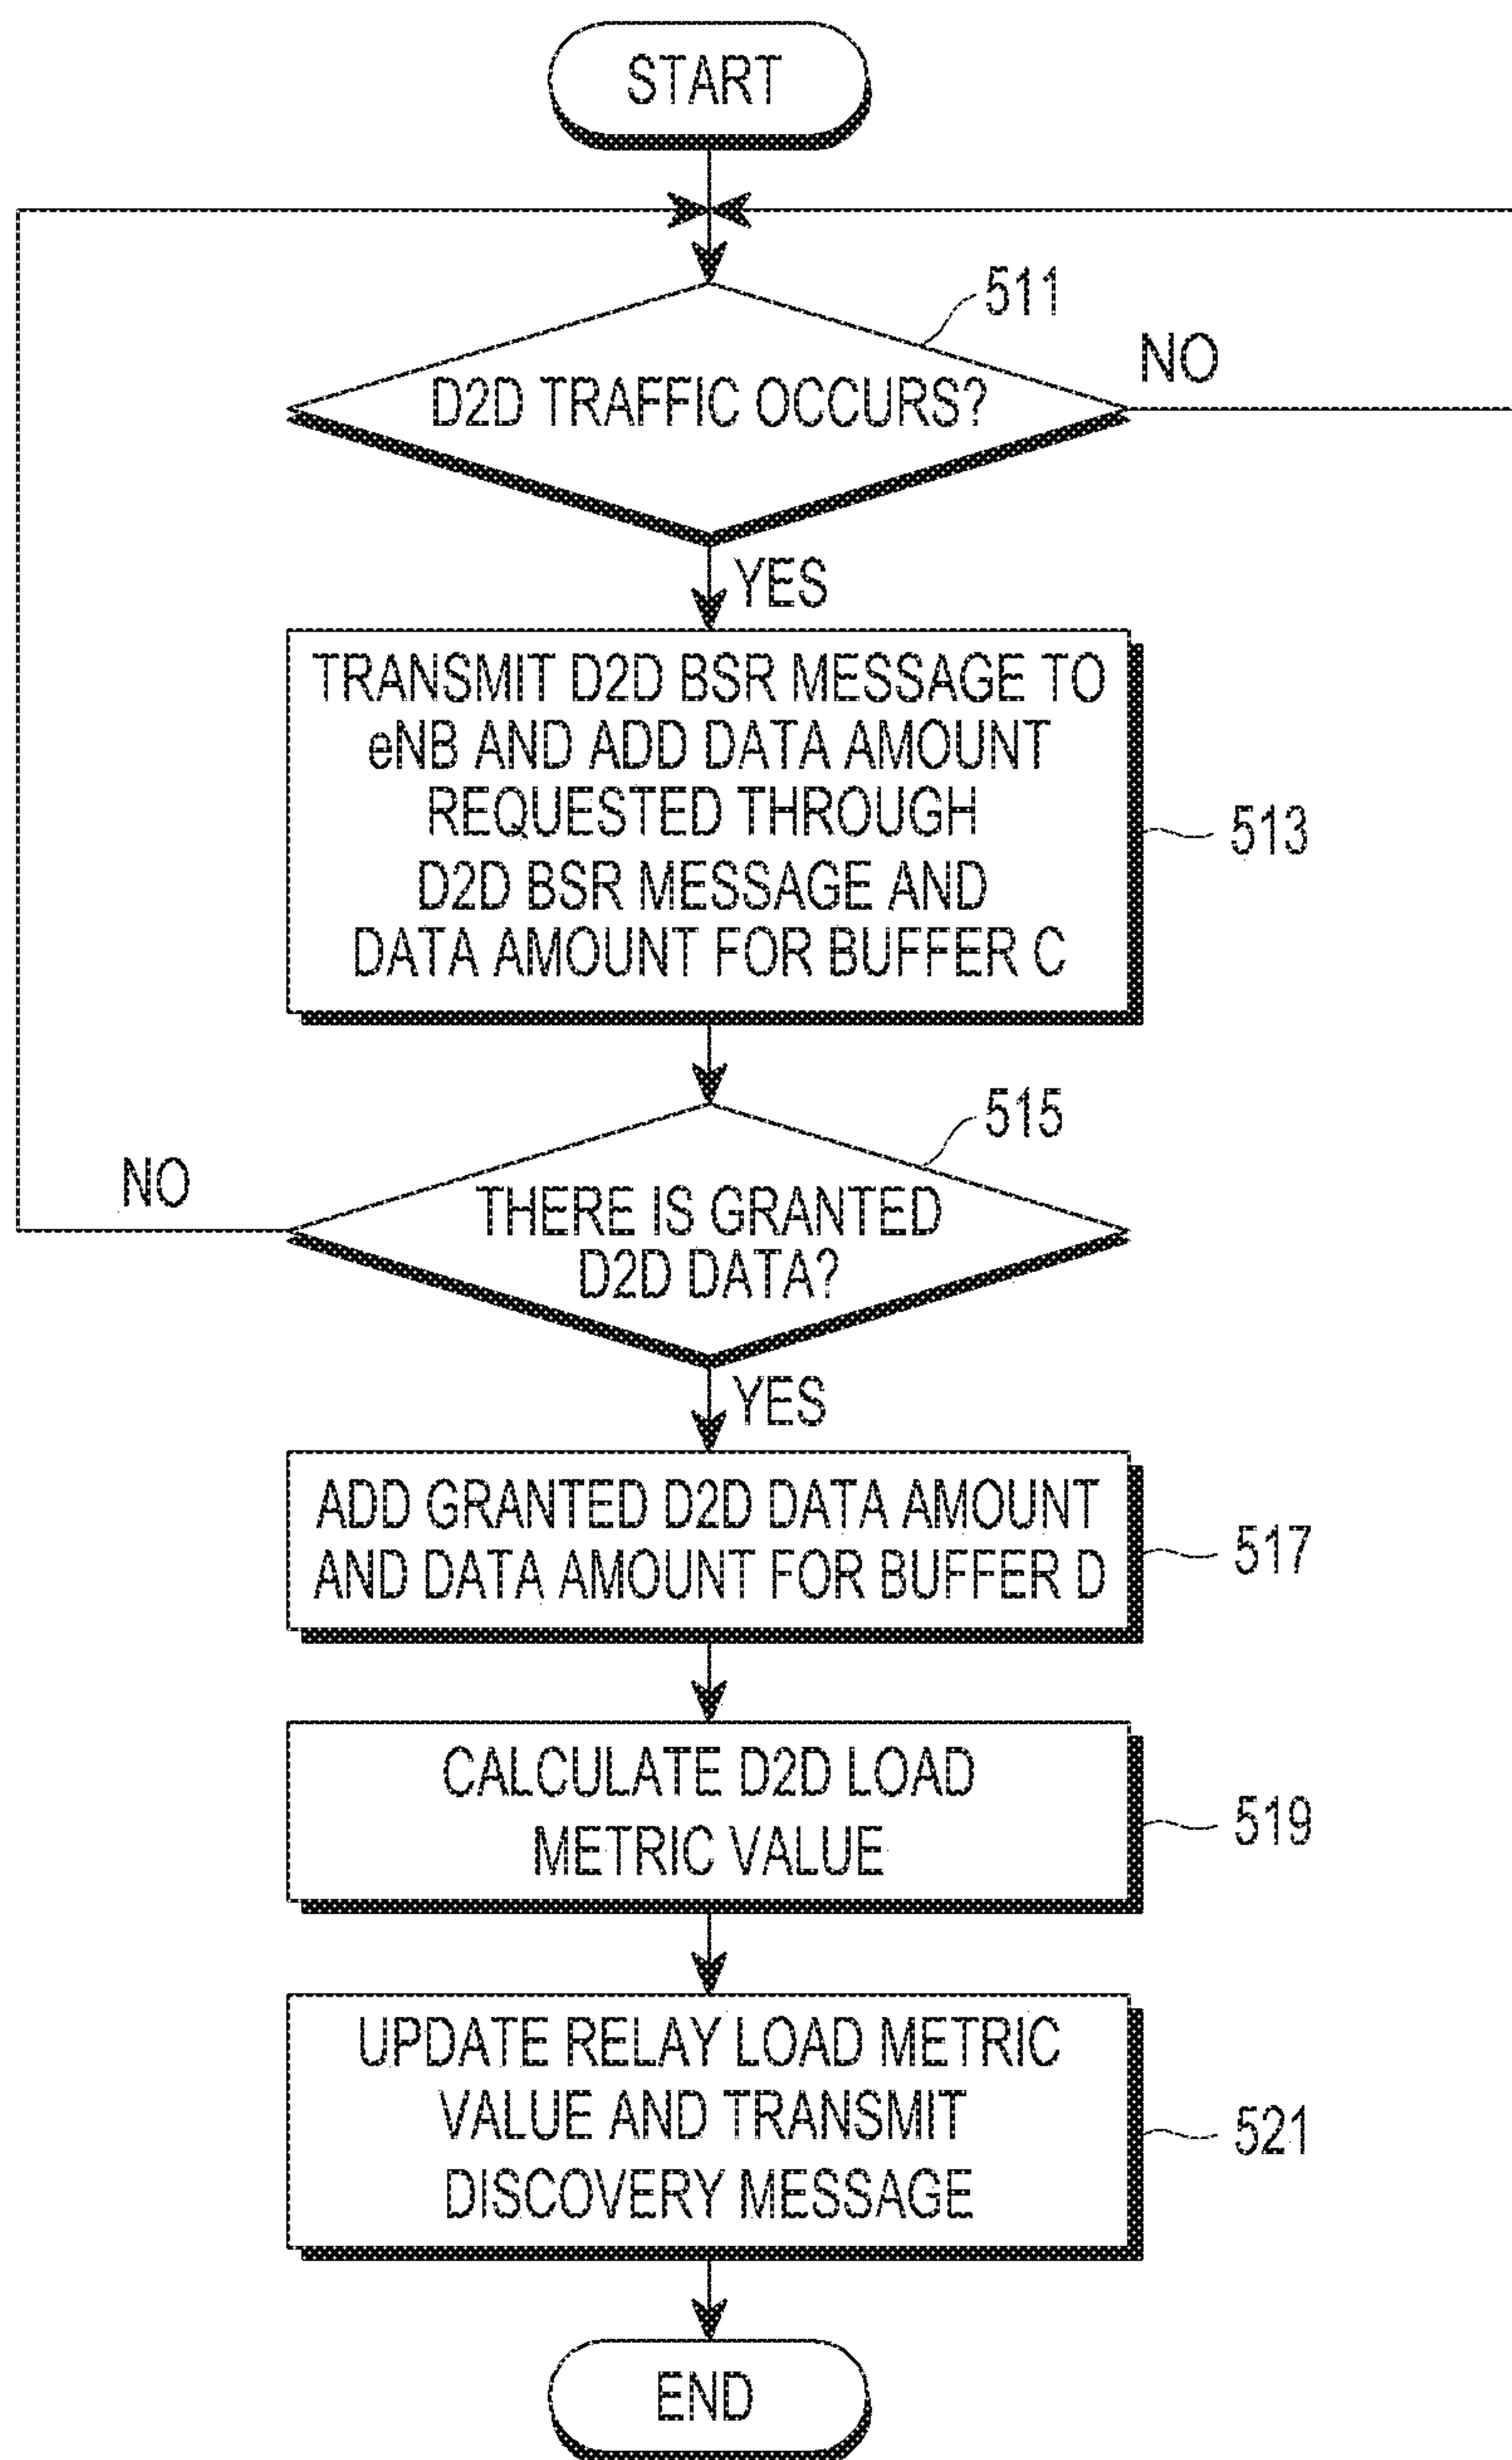 START
511
D2D TRAFFIC OCCURS?
NO
YES
TRANSMIT D2D BSR MESSAGE TO
eNB AND ADD DATA AMOUNT
REQUESTED THROUGH
D2D BSR MESSAGE AND
DATA AMOUNT FOR BUFFER C
513
515
NO
THERE IS GRANTED
D2D DATA?
YES
ADD GRANTED D2D DATA AMOUNT
AND DATA AMOUNT FOR BUFFER D
517
CALCULATE D2D LOAD
METRIC VALUE
519
UPDATE RELAY LOAD METRIC
VALUE AND TRANSMIT
DISCOVERY MESSAGE
521
END